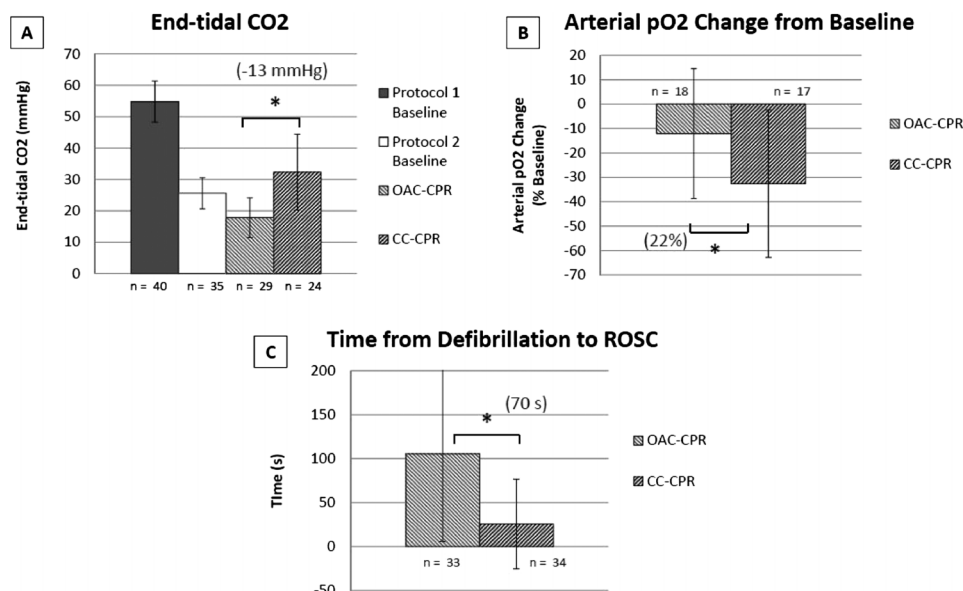 A
End-tidal CO2
End-tidal CO2 (mmHg)
70
60
50
40
30
20
10
0
(-13 mmHg)
*
n = 40
n = 35
n = 29
n = 24
Protocol 1
Baseline
Protocol 2
Baseline
OAC-CPR
CC-CPR
B
Arterial pO2 Change from Baseline
Arterial pO2 Change
(% Baseline)
20
10
0
-10
-20
-30
-40
-50
-60
-70
n = 18
n = 17
(22%)
*
OAC-CPR
CC-CPR
C
Time from Defibrillation to ROSC
TIme (s)
200
150
100
50
0
-50
(70 s)
*
n = 33
n = 34
OAC-CPR
CC-CPR